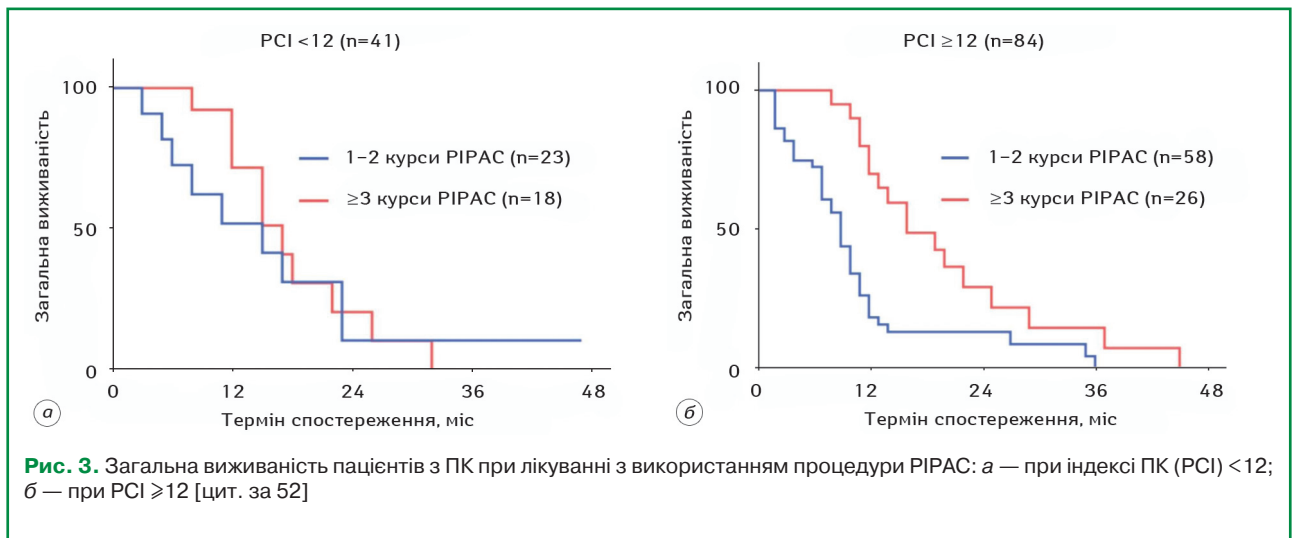 PCI <12 (n=41)
100
50
0
Загальна виживаність
1–2 курси PIPAC (n=23)
≥3 курси PIPAC (n=18)
0 12 24 36 48
Термін спостереження, міс
а
PCI ≥12 (n=84)
100
50
0
Загальна виживаність
1–2 курси PIPAC (n=58)
≥3 курси PIPAC (n=26)
0 12 24 36 48
Термін спостереження, міс
б
Рис. 3. Загальна виживаність пацієнтів з ПК при лікуванні з використанням процедури PIPAC: а — при індексі ПК (PCI) <12;
б — при PCI ⩾12 [цит. за 52]